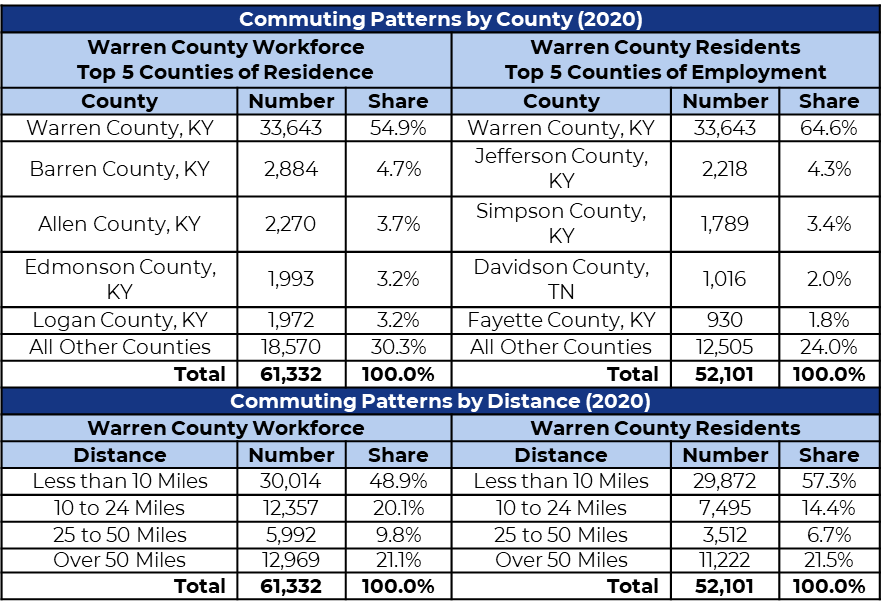 Commuting Patterns by County (2020)
Warren County Workforce
Top 5 Counties of Residence
Warren County Residents
Top 5 Counties of Employment
County Number Share County Number Share
Warren County, KY 33,643 54.9% Warren County, KY 33,643 64.6%
Barren County, KY 2,884 4.7% Jefferson County,
KY 2,218 4.3%
Allen County, KY 2,270 3.7% Simpson County,
KY 1,789 3.4%
Edmonson County,
KY 1,993 3.2% Davidson County,
TN 1,016 2.0%
Logan County, KY 1,972 3.2% Fayette County, KY 930 1.8%
All Other Counties 18,570 30.3% All Other Counties 12,505 24.0%
Total 61,332 100.0% Total 52,101 100.0%
Commuting Patterns by Distance (2020)
Warren County Workforce Warren County Residents
Distance Number Share Distance Number Share
Less than 10 Miles 30,014 48.9% Less than 10 Miles 29,872 57.3%
10 to 24 Miles 12,357 20.1% 10 to 24 Miles 7,495 14.4%
25 to 50 Miles 5,992 9.8% 25 to 50 Miles 3,512 6.7%
Over 50 Miles 12,969 21.1% Over 50 Miles 11,222 21.5%
Total 61,332 100.0% Total 52,101 100.0%